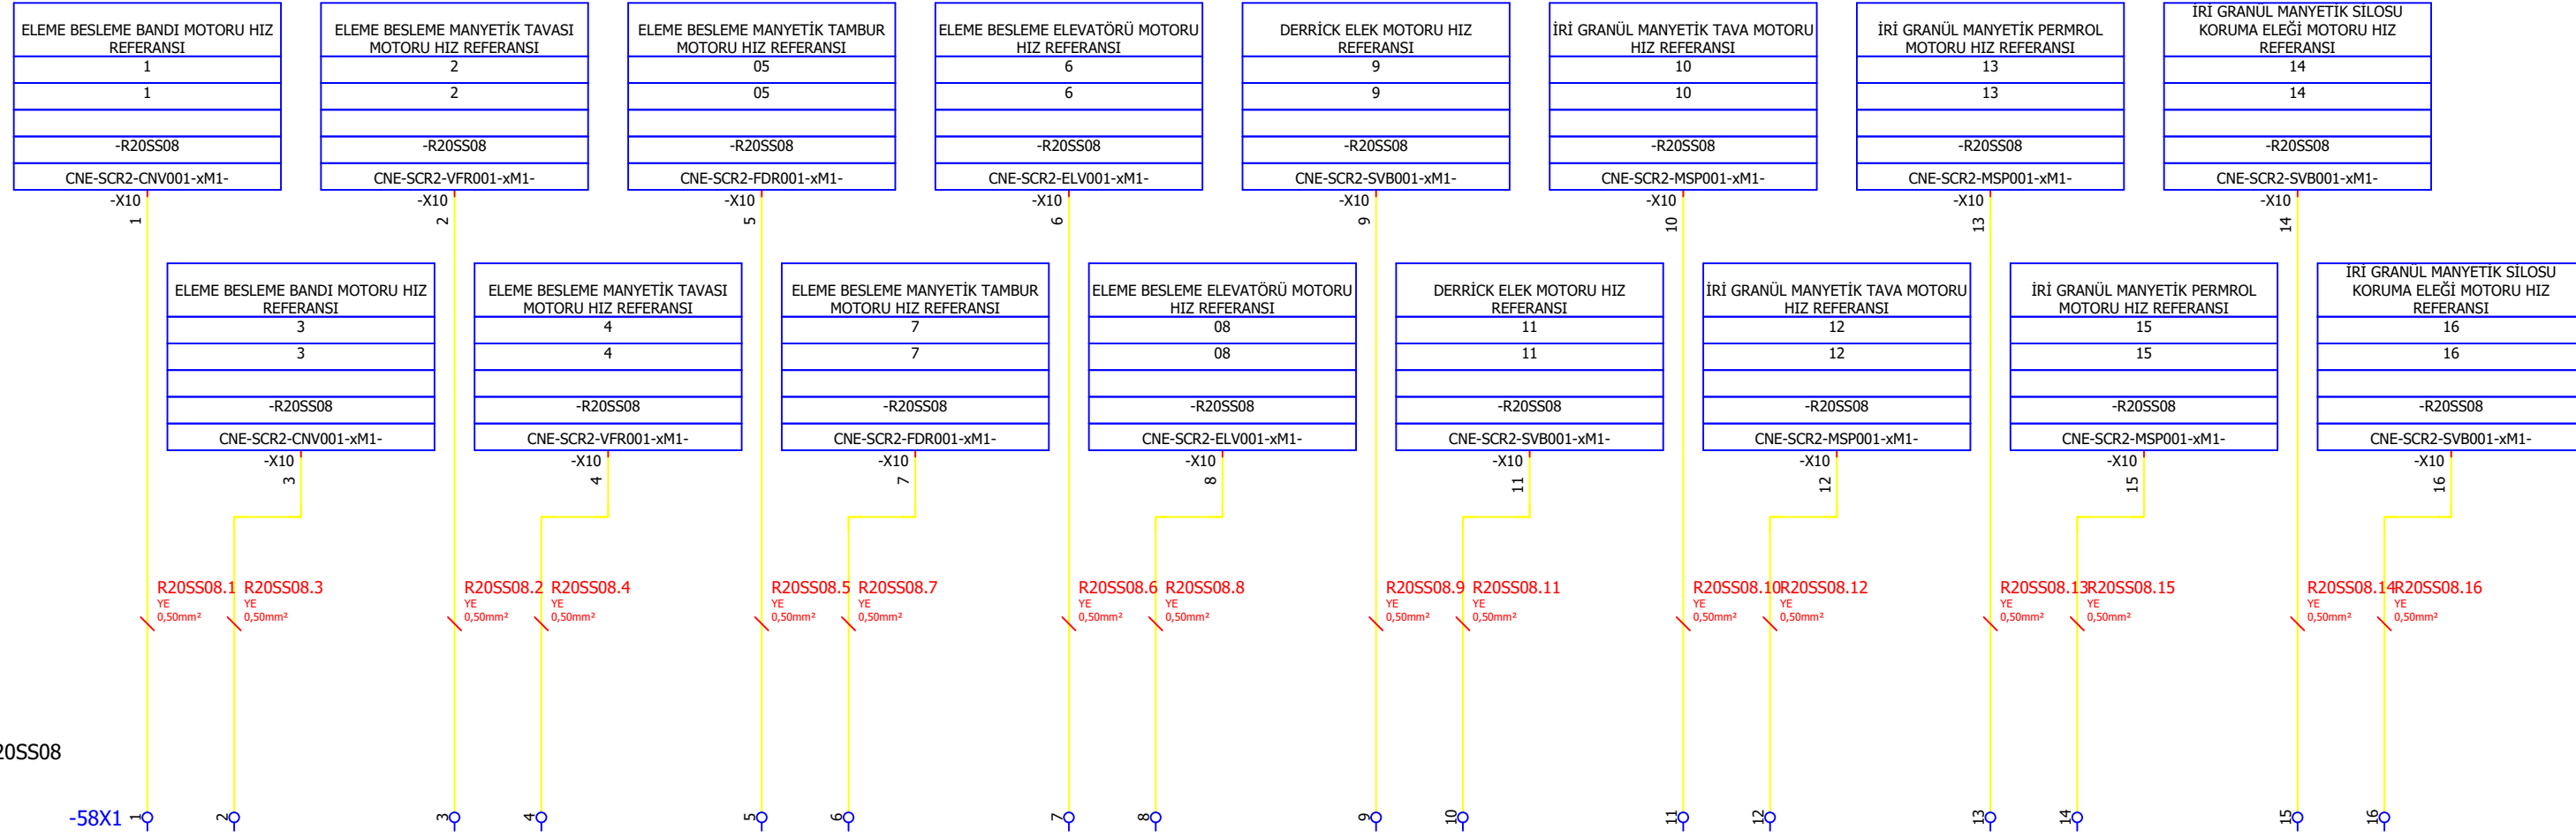 ELEME BESLEME BANDI MOTORU HIZ
REFERANSI
1
1
-R20SS08
CNE-SCR2-CNV001-xM1-
-X10
1
ELEME BESLEME MANYETİK TAVASI
MOTORU HIZ REFERANSI
2
2
-R20SS08
CNE-SCR2-VFR001-xM1-
-X10
2
ELEME BESLEME MANYETİK TAMBUR
MOTORU HIZ REFERANSI
05
05
-R20SS08
CNE-SCR2-FDR001-xM1-
-X10
5
ELEME BESLEME ELEVATÖRÜ MOTORU
HIZ REFERANSI
6
6
-R20SS08
CNE-SCR2-ELV001-xM1-
-X10
6
DERRİCK ELEK MOTORU HIZ
REFERANSI
9
9
-R20SS08
CNE-SCR2-SVB001-xM1-
-X10
9
İRİ GRANÜL MANYETİK TAVA MOTORU
HIZ REFERANSI
10
10
-R20SS08
CNE-SCR2-MSP001-xM1-
-X10
10
İRİ GRANÜL MANYETİK PERMROL
MOTORU HIZ REFERANSI
13
13
-R20SS08
CNE-SCR2-MSP001-xM1-
-X10
13
İRİ GRANÜL MANYETİK SİLOSU
KORUMA ELEĞİ MOTORU HIZ
REFERANSI
14
14
-R20SS08
CNE-SCR2-SVB001-xM1-
-X10
14
ELEME BESLEME BANDI MOTORU HIZ
REFERANSI
3
3
-R20SS08
CNE-SCR2-CNV001-xM1-
-X10
3
ELEME BESLEME MANYETİK TAVASI
MOTORU HIZ REFERANSI
4
4
-R20SS08
CNE-SCR2-VFR001-xM1-
-X10
4
ELEME BESLEME MANYETİK TAMBUR
MOTORU HIZ REFERANSI
7
7
-R20SS08
CNE-SCR2-FDR001-xM1-
-X10
7
ELEME BESLEME ELEVATÖRÜ MOTORU
HIZ REFERANSI
08
08
-R20SS08
CNE-SCR2-ELV001-xM1-
-X10
8
DERRİCK ELEK MOTORU HIZ
REFERANSI
11
11
-R20SS08
CNE-SCR2-SVB001-xM1-
-X10
11
İRİ GRANÜL MANYETİK TAVA MOTORU
HIZ REFERANSI
12
12
-R20SS08
CNE-SCR2-MSP001-xM1-
-X10
12
İRİ GRANÜL MANYETİK PERMROL
MOTORU HIZ REFERANSI
15
15
-R20SS08
CNE-SCR2-MSP001-xM1-
-X10
15
İRİ GRANÜL MANYETİK SİLOSU
KORUMA ELEĞİ MOTORU HIZ
REFERANSI
16
16
-R20SS08
CNE-SCR2-SVB001-xM1-
-X10
16
R20SS08.1
YE
0,50mm²
R20SS08.3
YE
0,50mm²
R20SS08.2
YE
0,50mm²
R20SS08.4
YE
0,50mm²
R20SS08.5
YE
0,50mm²
R20SS08.7
YE
0,50mm²
R20SS08.6
YE
0,50mm²
R20SS08.8
YE
0,50mm²
R20SS08.9
YE
0,50mm²
R20SS08.11
YE
0,50mm²
R20SS08.10
YE
0,50mm²
R20SS08.12
YE
0,50mm²
R20SS08.13
YE
0,50mm²
R20SS08.15
YE
0,50mm²
R20SS08.14
YE
0,50mm²
R20SS08.16
YE
0,50mm²
20SS08
-58X1
1
2
3
4
5
6
7
8
9
10
11
12
13
14
15
16